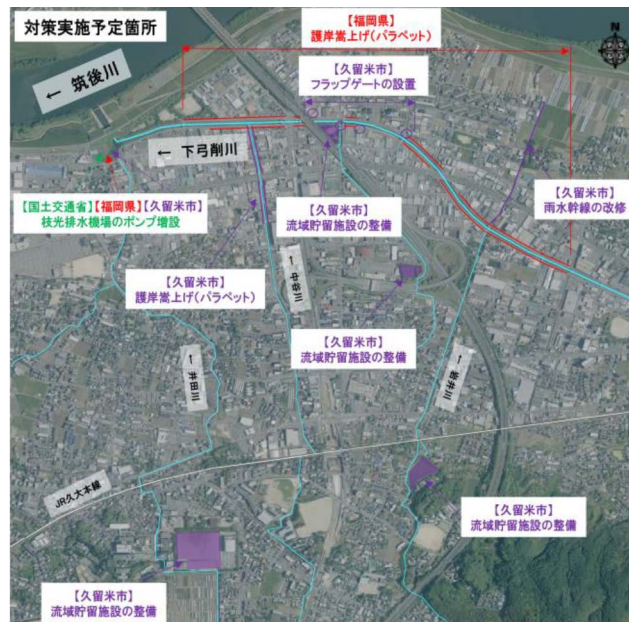 対策実施予定箇所
【福岡県】
護岸嵩上げ(パラペット)
N
← 筑後川
【久留米市】
フラップゲートの設置
← 下弓削川
【国土交通省】【福岡県】【久留米市】
枝光排水機場のポンプ増設
【久留米市】
流域貯留施設の整備
【久留米市】
雨水幹線の改修
【久留米市】
護岸嵩上げ(パラペット)
← 中谷川
【久留米市】
流域貯留施設の整備
← 井田川
← 岩井川
JR久大本線
【久留米市】
流域貯留施設の整備
【久留米市】
流域貯留施設の整備